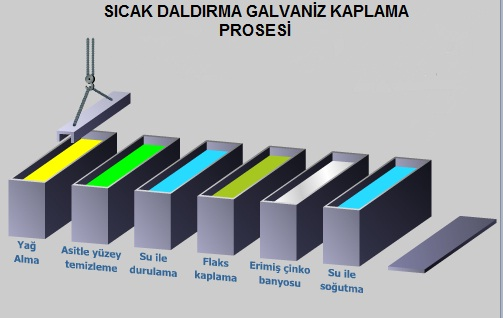 SICAK DALDIRMA GALVANİZ KAPLAMA
PROSESİ
Yağ
Alma
Asitle yüzey
temizleme
Su ile
durulama
Flaks
kaplama
Erimiş çinko
banyosu
Su ile
soğutma